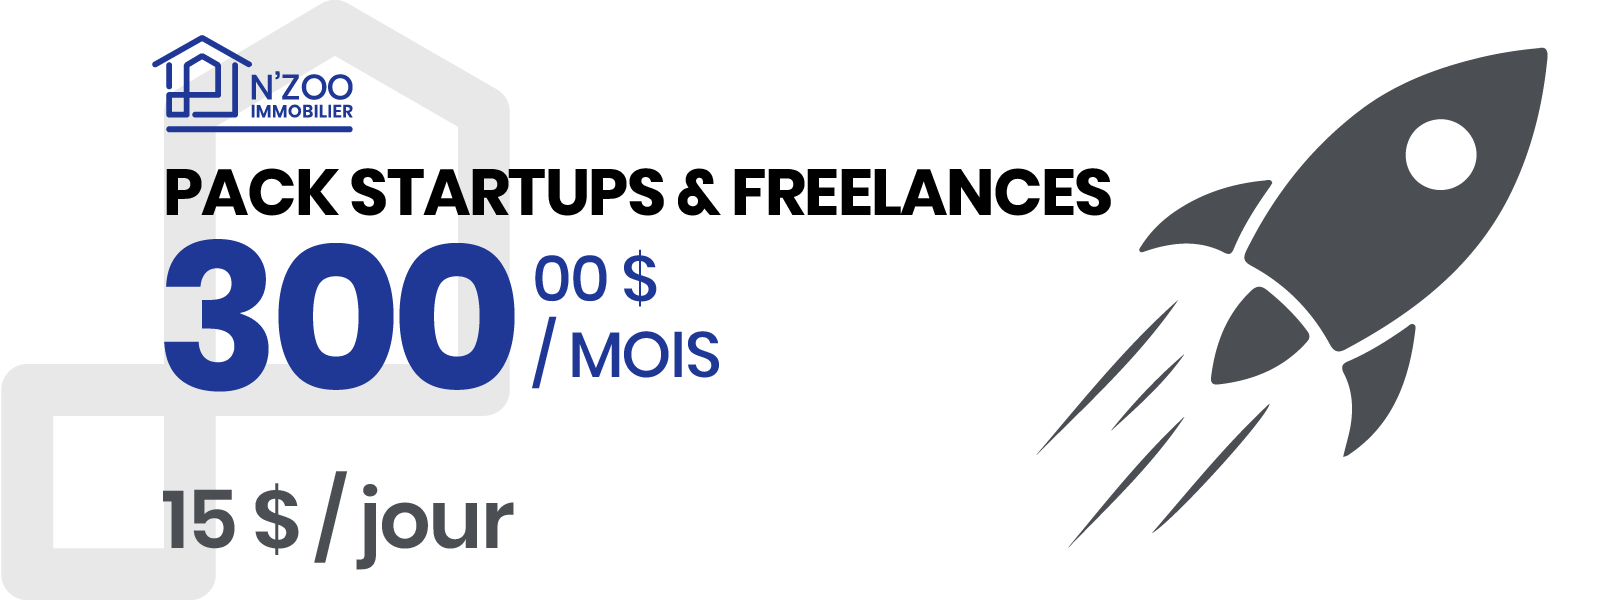 N'ZOO
IMMOBILIER
PACK STARTUPS & FREELANCES
300 00 $
/ MOIS
15 $ / jour